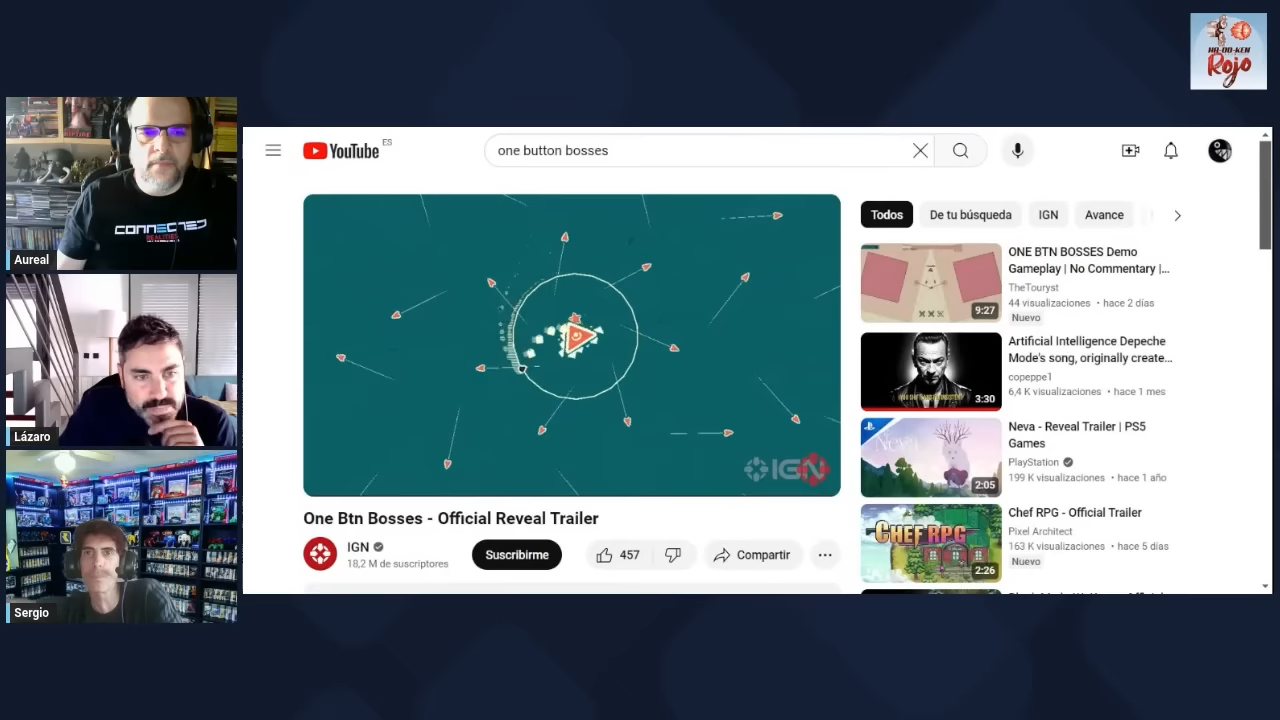 HA-DO-KEN
Rojo
CONNECTED
REALITIES
Aureal
Lázaro
Sergio
YouTube ES
one button bosses
IGN
One Btn Bosses - Official Reveal Trailer
IGN
18,2 M de suscriptores
Suscribirme
457
Compartir
Todos
De tu búsqueda
IGN
Avance
ONE BTN BOSSES Demo
Gameplay | No Commentary |...
TheTouryst
44 visualizaciones • hace 2 días
Nuevo
9:27
Artificial Intelligence Depeche
Mode's song, originally create...
copeppe1
6,4 K visualizaciones • hace 1 mes
3:30
Neva - Reveal Trailer | PS5
Games
PlayStation
199 K visualizaciones • hace 1 año
Neva
2:05
Chef RPG - Official Trailer
Pixel Architect
163 K visualizaciones • hace 5 días
Nuevo
CHEF RPG
2:26